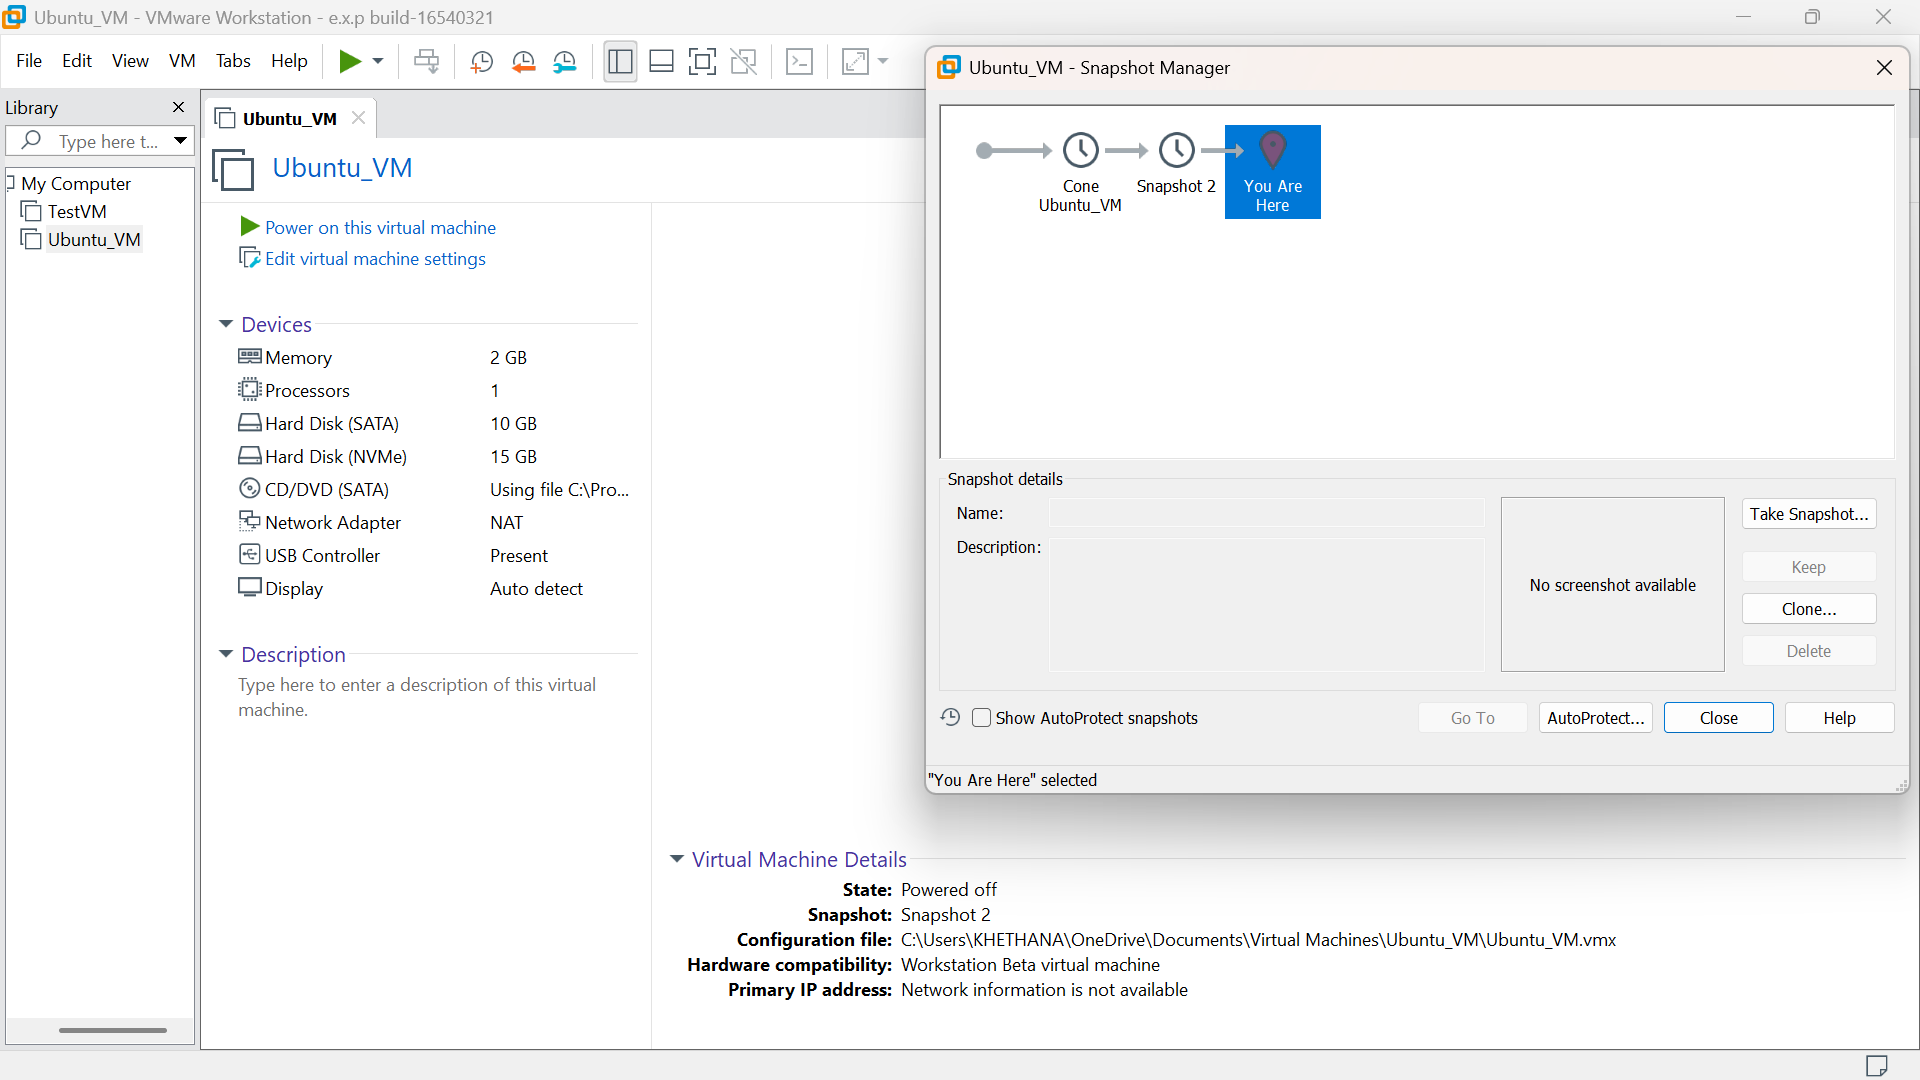 Ubuntu_VM - VMware Workstation - e.x.p build-16540321
File Edit View VM Tabs Help
Library
Type here t...
My Computer
TestVM
Ubuntu_VM
Ubuntu_VM
Ubuntu_VM
Power on this virtual machine
Edit virtual machine settings
Devices
Memory 2 GB
Processors 1
Hard Disk (SATA) 10 GB
Hard Disk (NVMe) 15 GB
CD/DVD (SATA) Using file C:\Pro...
Network Adapter NAT
USB Controller Present
Display Auto detect
Description
Type here to enter a description of this virtual
machine.
Ubuntu_VM - Snapshot Manager
Cone
Ubuntu_VM
Snapshot 2
You Are
Here
Snapshot details
Name:
Description:
No screenshot available
Take Snapshot...
Keep
Clone...
Delete
Show AutoProtect snapshots
Go To
AutoProtect...
Close
Help
"You Are Here" selected
Virtual Machine Details
State: Powered off
Snapshot: Snapshot 2
Configuration file: C:\Users\KHETHANA\OneDrive\Documents\Virtual Machines\Ubuntu_VM\Ubuntu_VM.vmx
Hardware compatibility: Workstation Beta virtual machine
Primary IP address: Network information is not available